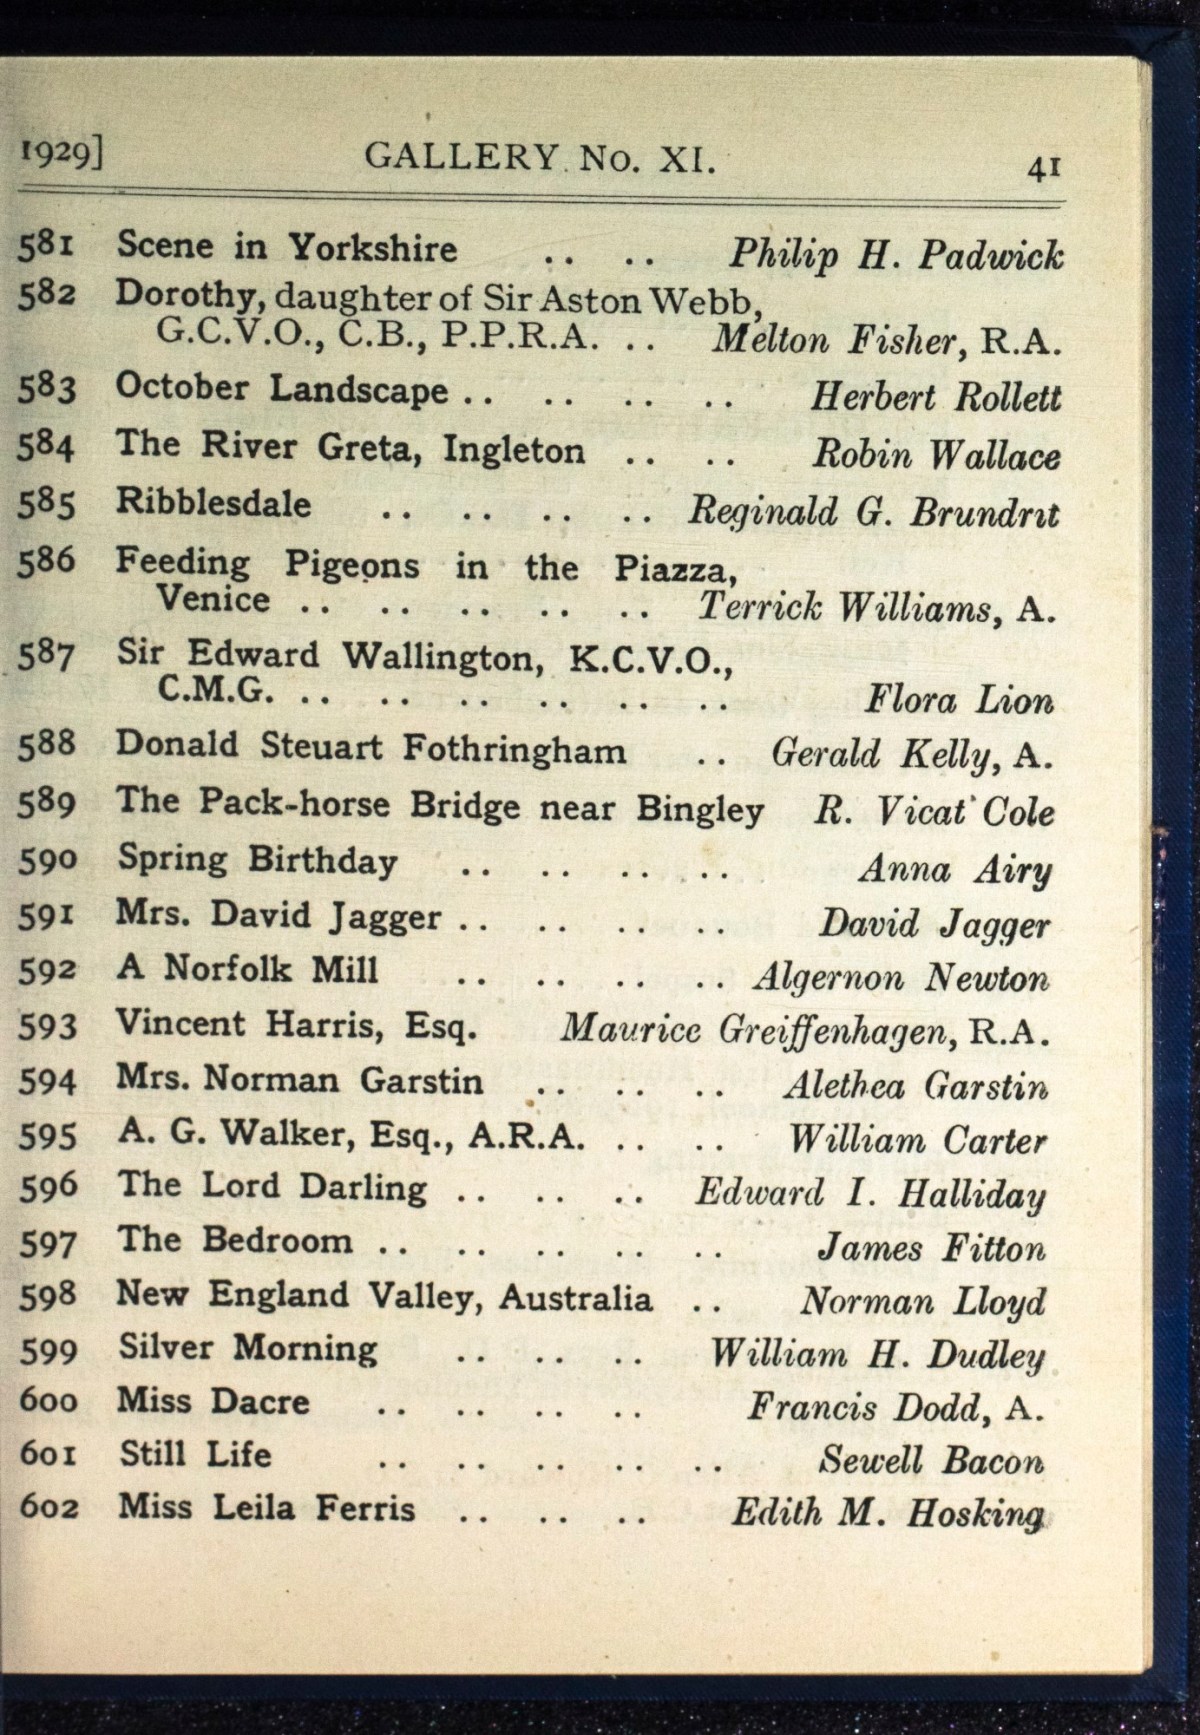 1929] GALLERY No. XI. 41
581 Scene in Yorkshire .. .. Philip H. Padwick
582 Dorothy, daughter of Sir Aston Webb,
G.C.V.O., C.B., P.P.R.A. .. Melton Fisher, R.A.
583 October Landscape .. .. .. .. Herbert Rollett
584 The River Greta, Ingleton .. .. Robin Wallace
585 Ribblesdale .. .. .. .. Reginald G. Brundrit
586 Feeding Pigeons in the Piazza,
Venice .. .. .. .. .. Terrick Williams, A.
587 Sir Edward Wallington, K.C.V.O.,
C.M.G. .. .. .. .. .. .. Flora Lion
588 Donald Steuart Fothringham .. Gerald Kelly, A.
589 The Pack-horse Bridge near Bingley R. Vicat Cole
590 Spring Birthday .. .. .. .. Anna Airy
591 Mrs. David Jagger .. .. .. .. David Jagger
592 A Norfolk Mill .. .. .. .. Algernon Newton
593 Vincent Harris, Esq. Maurice Greiffenhagen, R.A.
594 Mrs. Norman Garstin .. .. .. Alethea Garstin
595 A. G. Walker, Esq., A.R.A. .. .. William Carter
596 The Lord Darling .. .. .. Edward I. Halliday
597 The Bedroom .. .. .. .. .. James Fitton
598 New England Valley, Australia .. Norman Lloyd
599 Silver Morning .. .. .. William H. Dudley
600 Miss Dacre .. .. .. .. Francis Dodd, A.
601 Still Life .. .. .. .. .. Sewell Bacon
602 Miss Leila Ferris .. .. .. Edith M. Hosking